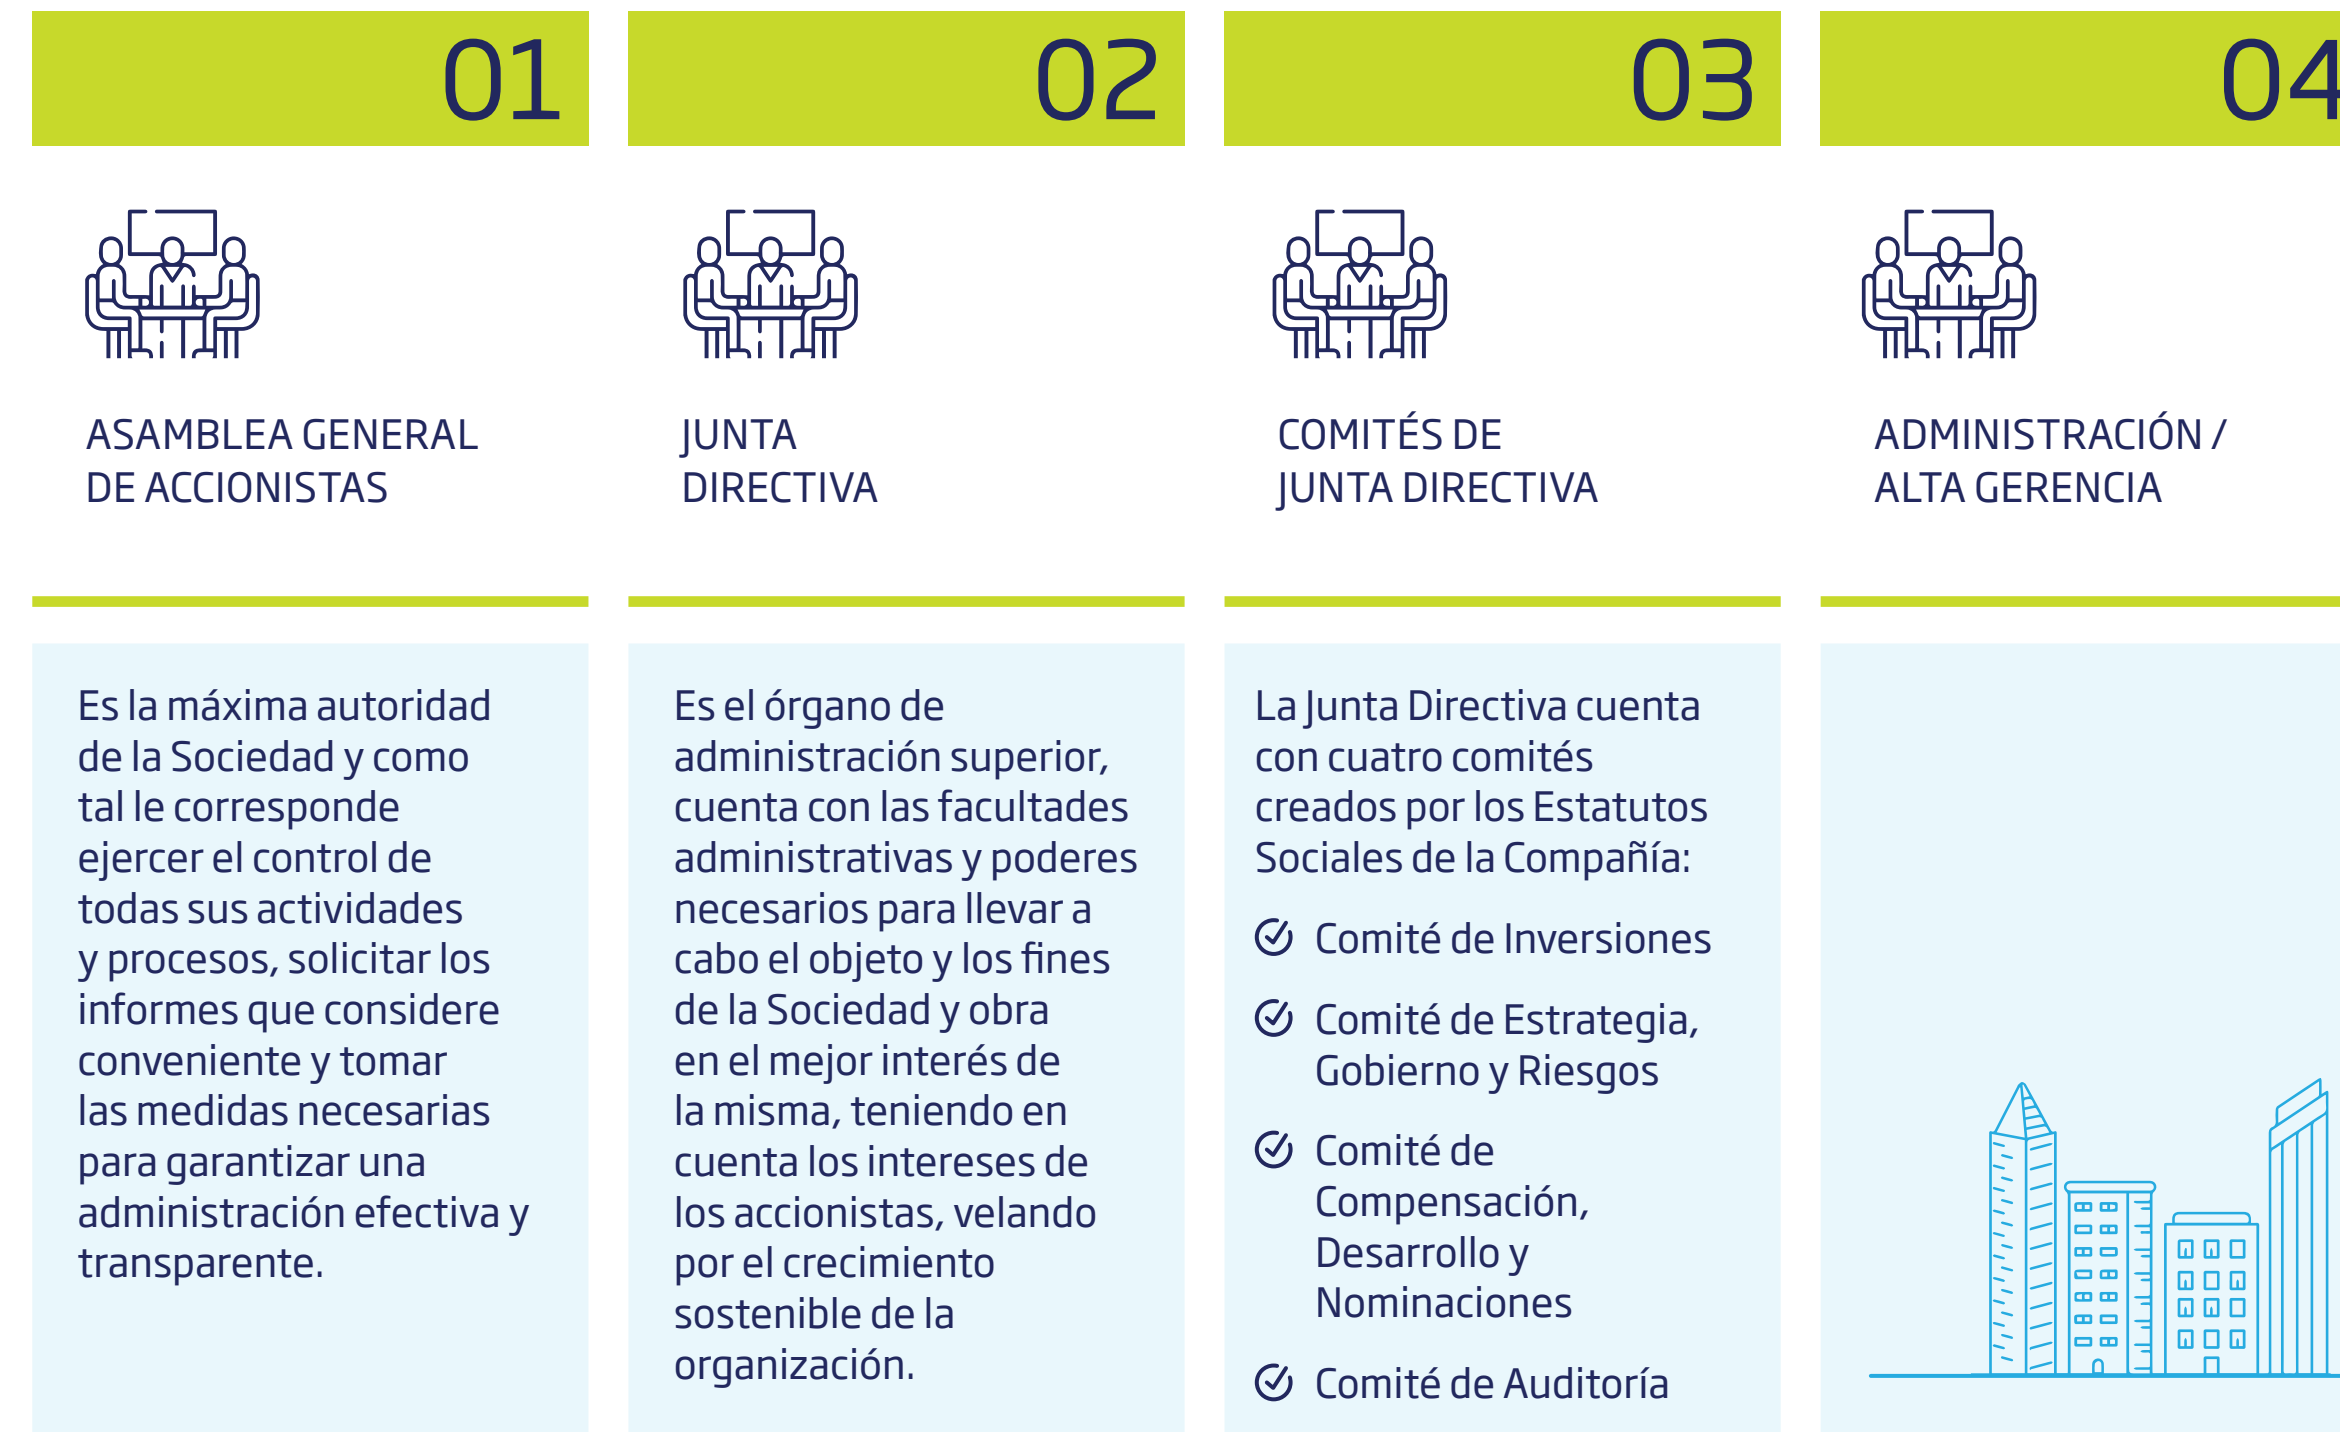 01
ASAMBLEA GENERAL
DE ACCIONISTAS
Es la máxima autoridad
de la Sociedad y como
tal le corresponde
ejercer el control de
todas sus actividades
y procesos, solicitar los
informes que considere
conveniente y tomar
las medidas necesarias
para garantizar una
administración efectiva y
transparente.
02
JUNTA
DIRECTIVA
Es el órgano de
administración superior,
cuenta con las facultades
administrativas y poderes
necesarios para llevar a
cabo el objeto y los fines
de la Sociedad y obra
en el mejor interés de
la misma, teniendo en
cuenta los intereses de
los accionistas, velando
por el crecimiento
sostenible de la
organización.
03
COMITÉS DE
JUNTA DIRECTIVA
La Junta Directiva cuenta
con cuatro comités
creados por los Estatutos
Sociales de la Compañía:
Comité de Inversiones
Comité de Estrategia,
Gobierno y Riesgos
Comité de
Compensación,
Desarrollo y
Nominaciones
Comité de Auditoría
04
ADMINISTRACIÓN /
ALTA GERENCIA